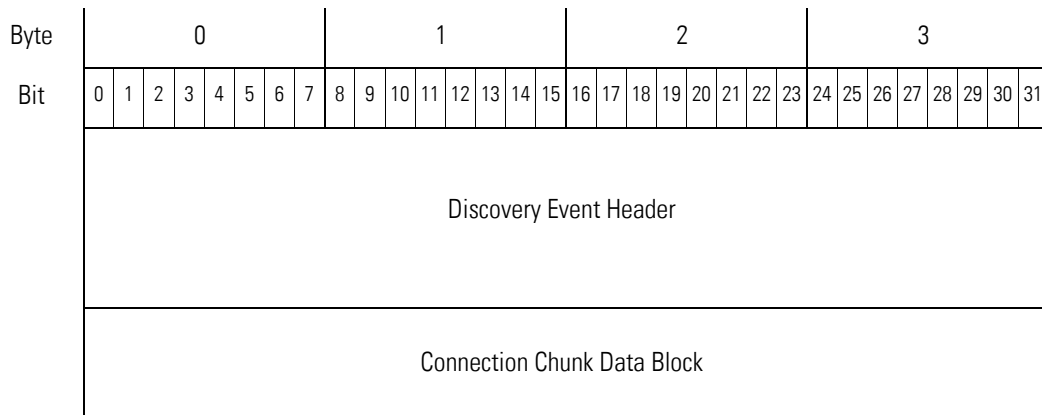 Byte 0 1 2 3
Bit 0 1 2 3 4 5 6 7 8 9 10 11 12 13 14 15 16 17 18 19 20 21 22 23 24 25 26 27 28 29 30 31
Discovery Event Header
Connection Chunk Data Block